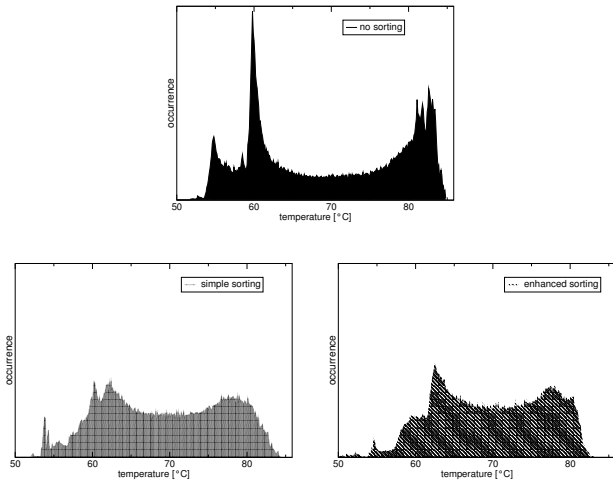 no sorting
occurrence
50 60 70 80
temperature [°C]
simple sorting
occurrence
50 60 70 80
temperature [°C]
enhanced sorting
occurrence
50 60 70 80
temperature [°C]